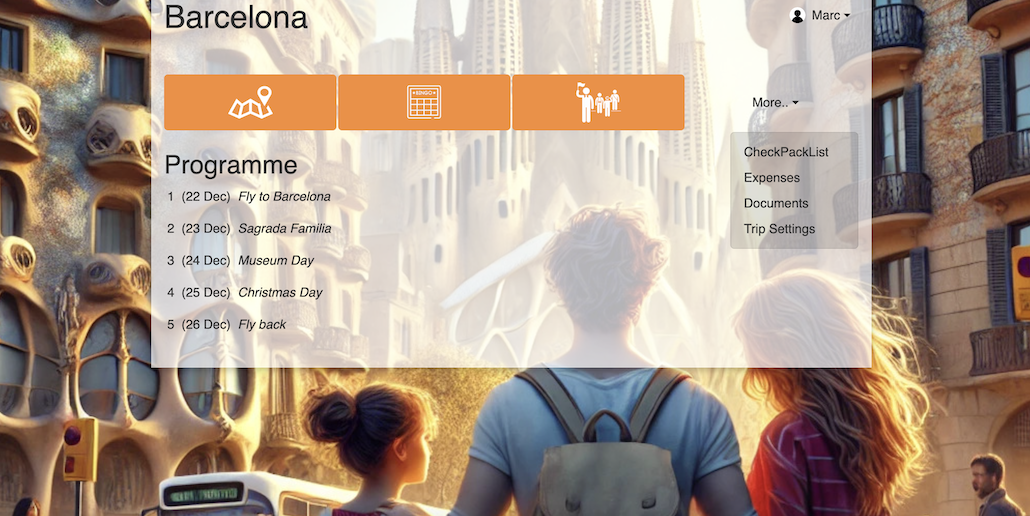 Barcelona
Marc
BINGO
More..
Programme
CheckPackList
1 (22 Dec) Fly to Barcelona
Expenses
2 (23 Dec) Sagrada Familia
Documents
Trip Settings
3 (24 Dec) Museum Day
4 (25 Dec) Christmas Day
5 (26 Dec) Fly back